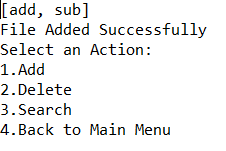 [add, sub]
File Added Successfully
Select an Action:
1.Add
2.Delete
3.Search
4.Back to Main Menu